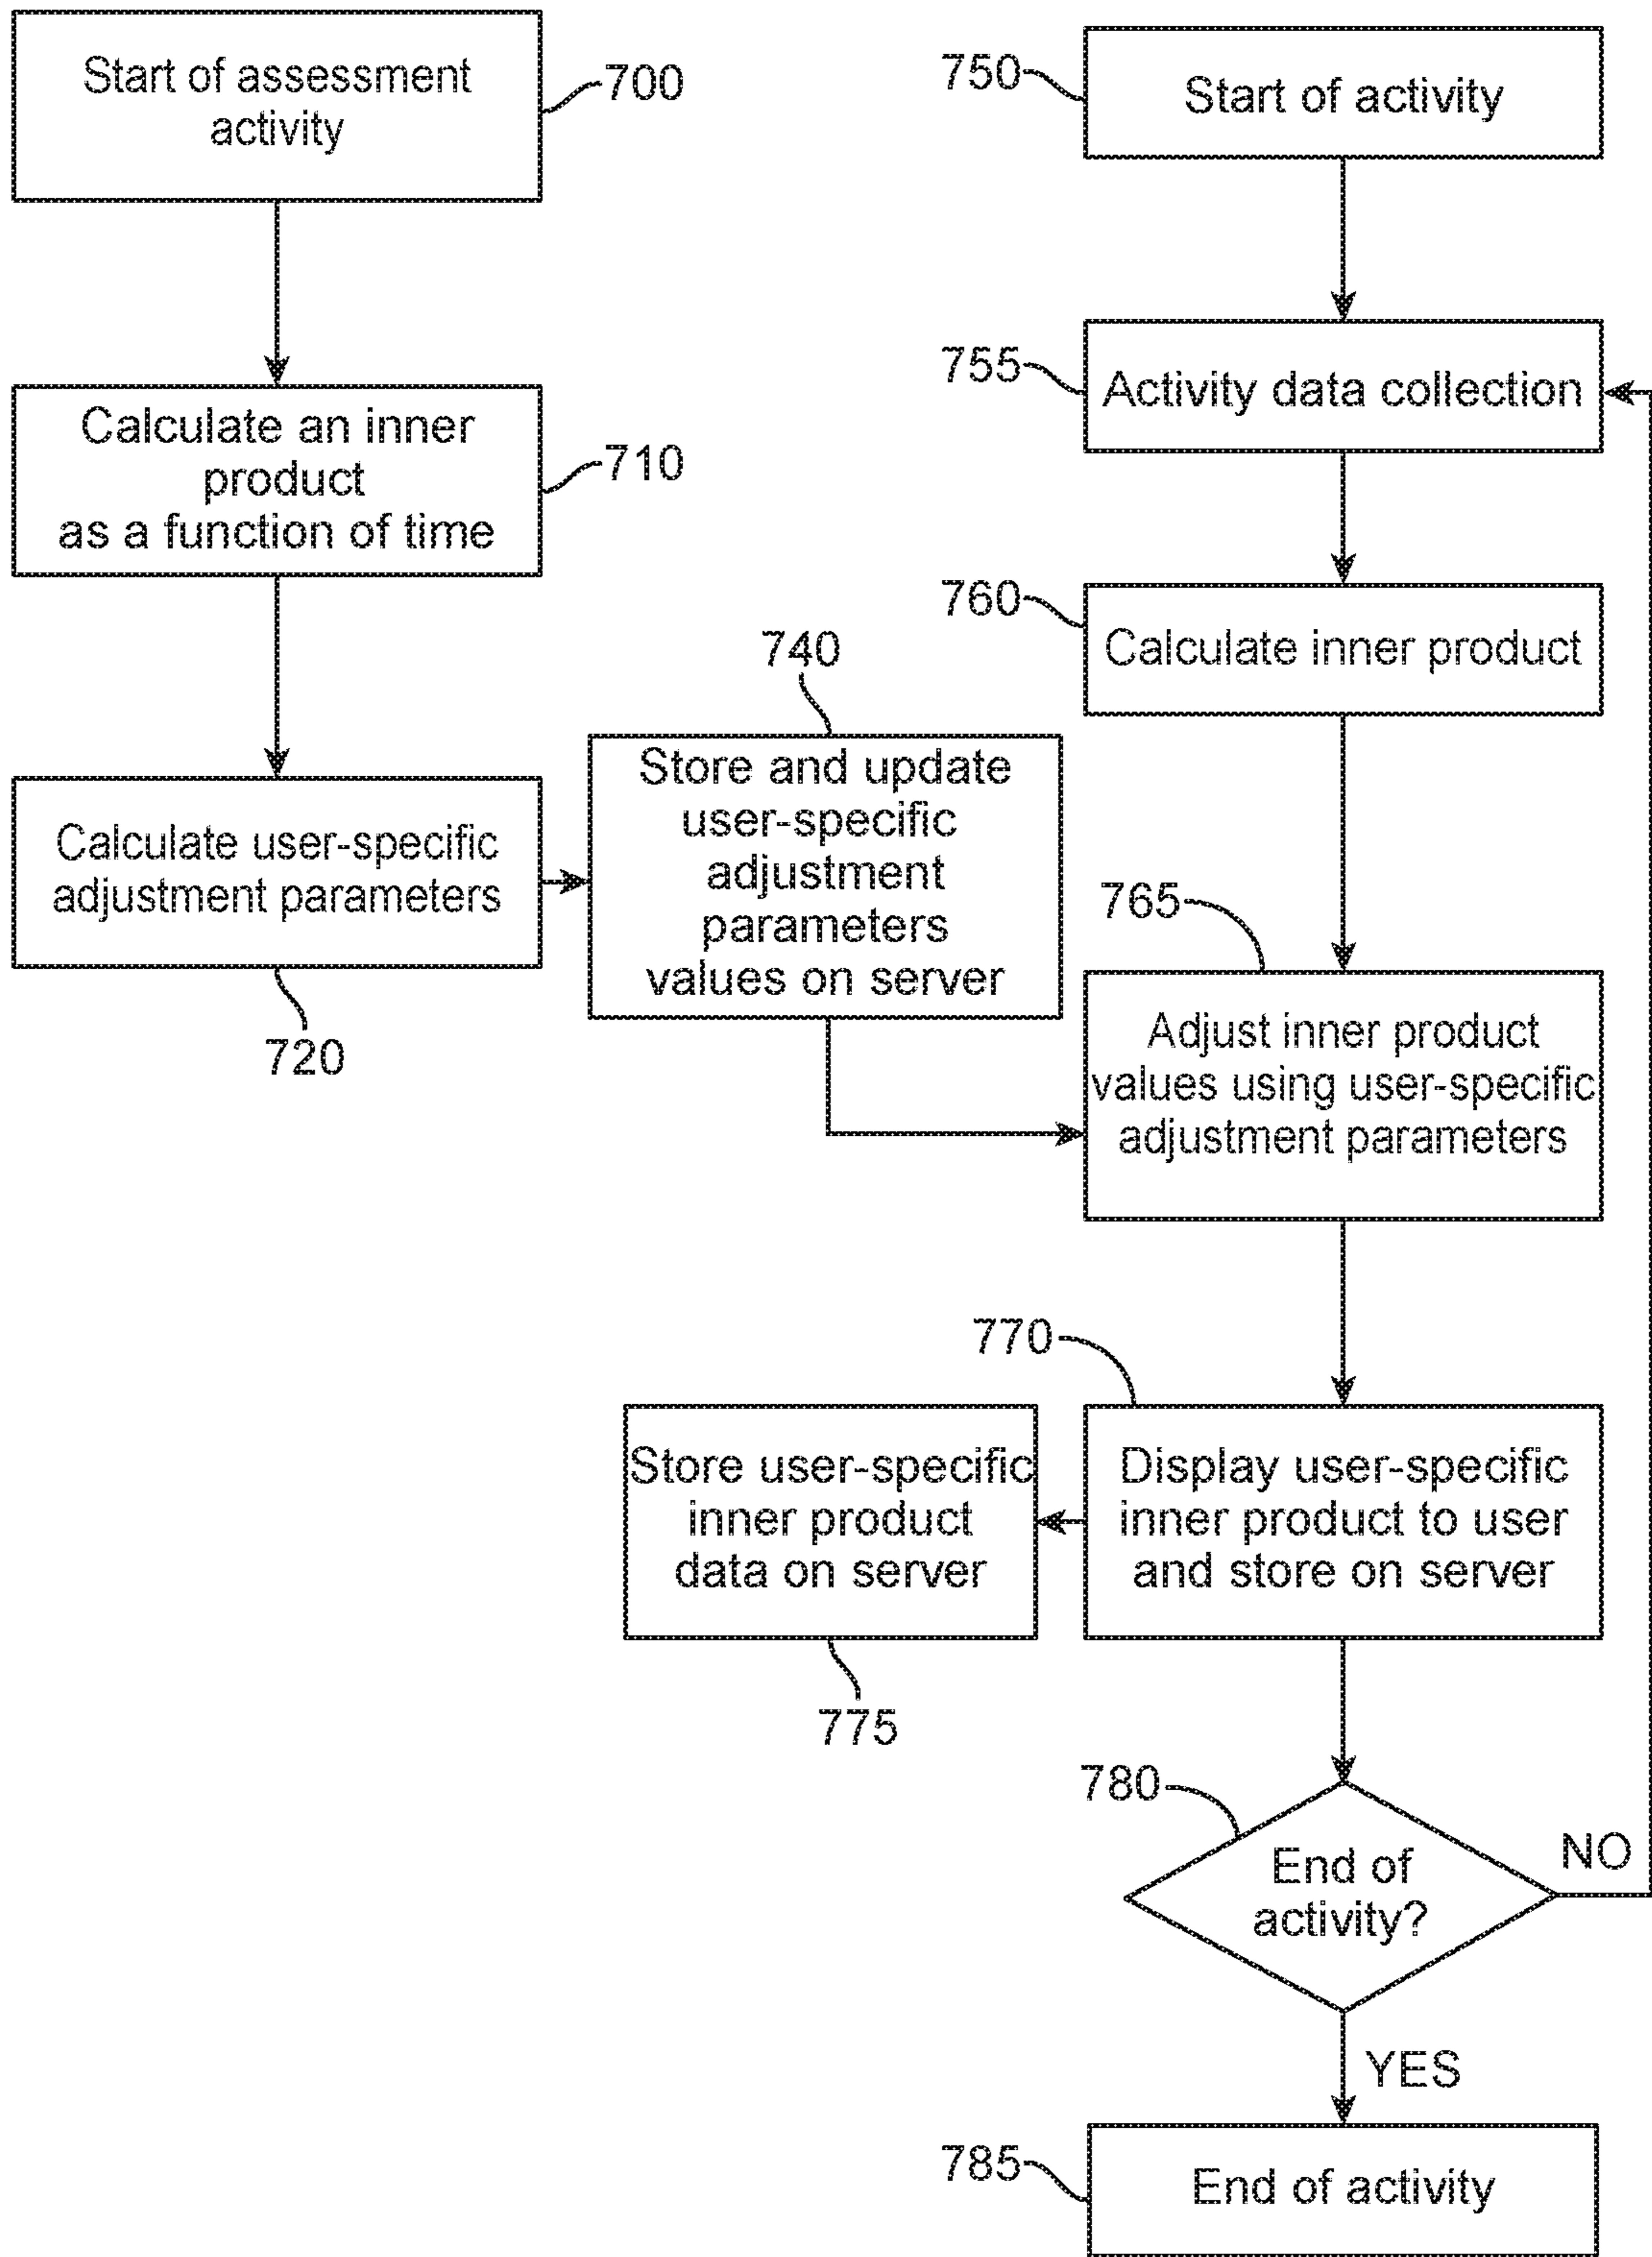 Start of assessment
activity
700
Calculate an inner
product
as a function of time
710
Calculate user-specific
adjustment parameters
720
740
Store and update
user-specific
adjustment
parameters
values on server
750
Start of activity
755
Activity data collection
760
Calculate inner product
765
Adjust inner product
values using user-specific
adjustment parameters
770
Display user-specific
inner product to user
and store on server
Store user-specific
inner product
data on server
775
780
End of
activity?
NO
YES
785
End of activity